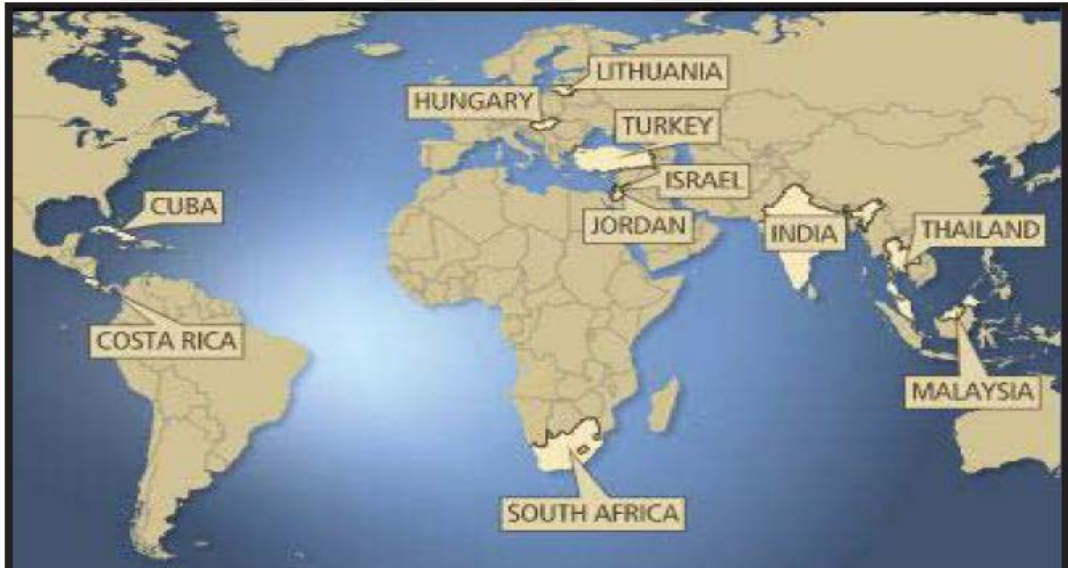 LITHUANIA
HUNGARY
TURKEY
ISRAEL
CUBA
JORDAN
INDIA
THAILAND
COSTA RICA
MALAYSIA
SOUTH AFRICA